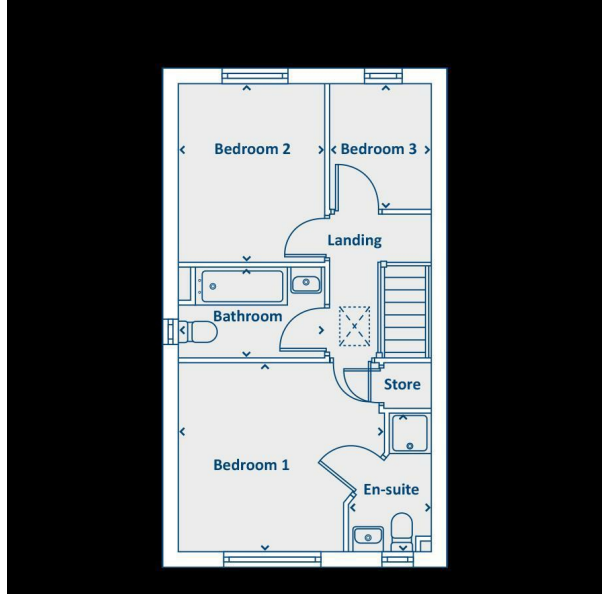 Bedroom 2
Bedroom 3
Landing
Bathroom
Store
Bedroom 1
En-suite